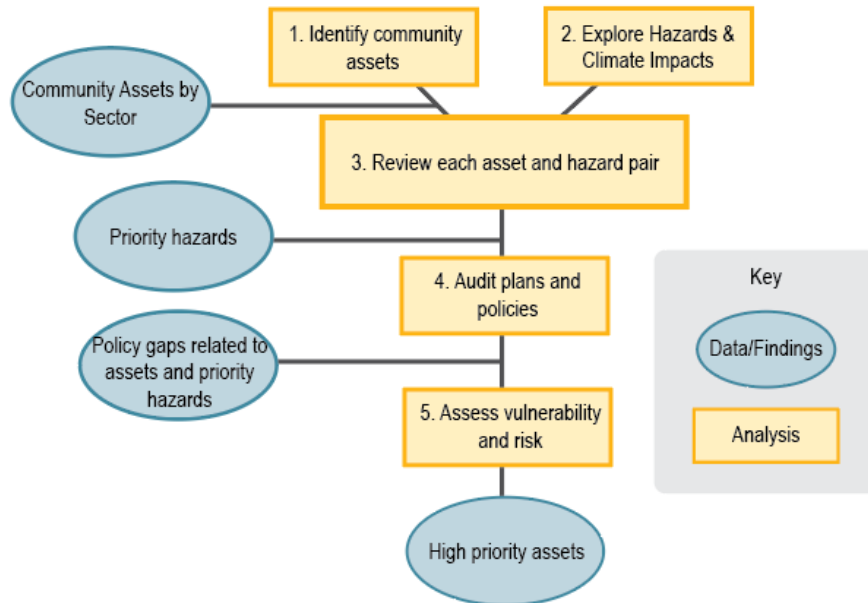 1. Identify community
assets
2. Explore Hazards &
Climate Impacts
Community Assets by
Sector
3. Review each asset and hazard pair
Priority hazards
4. Audit plans and
policies
Key
Data/Findings
Analysis
Policy gaps related to
assets and priority
hazards
5. Assess vulnerability
and risk
High priority assets